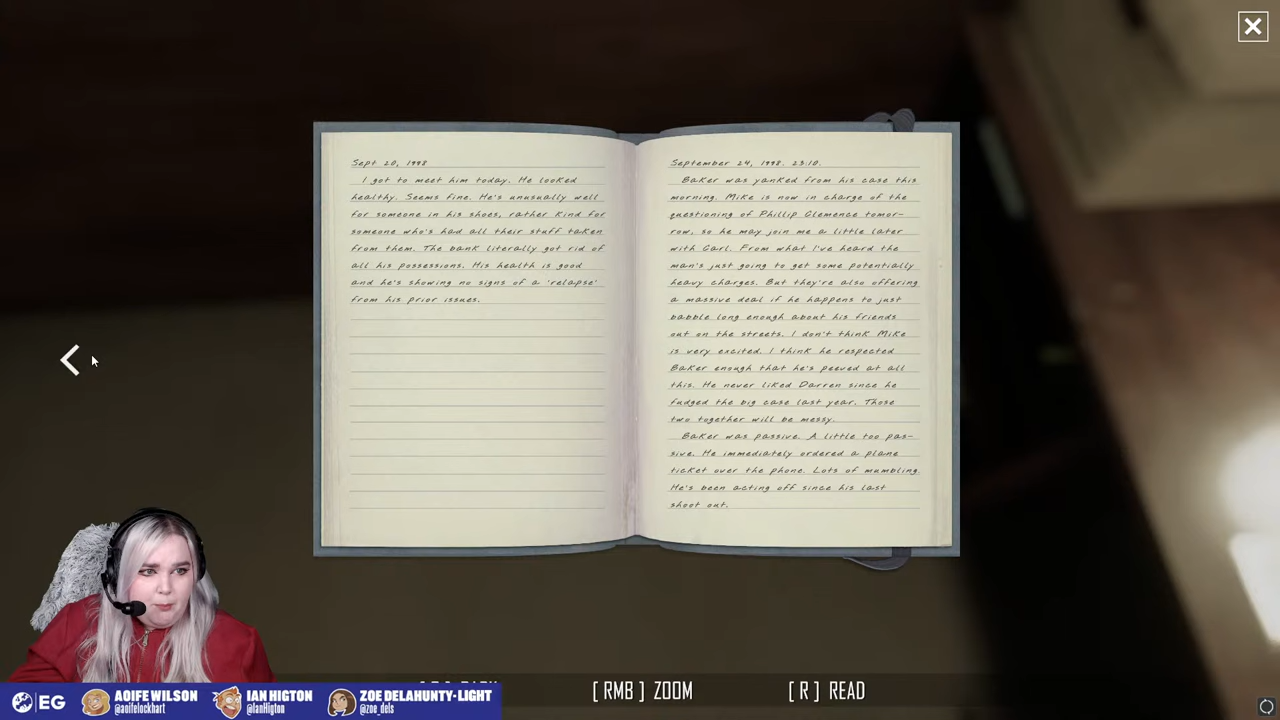 Sept 20, 1998
I got to meet him today. He looked
healthy. Seems fine. He's unusually well
for someone in his shoes, rather kind for
someone who's had all their stuff taken
from them. The bank literally got rid of
all his possessions. His health is good
and he's showing no signs of a 'relapse'
from his prior issues.
September 24, 1998. 23:10.
Baker was yanked from his case this
morning. Mike is now in charge of the
questioning of Phillip Clemence tomor-
row, so he may join me a little later
with Carl. From what I've heard the
man's just going to get some potentially
heavy charges. But they're also offering
a massive deal if he happens to just
babble long enough about his friends
out on the streets. I don't think Mike
is very excited. I think he respected
Baker enough that he's peeved at all
this. He never liked Darren since he
fudged the big case last year. Those
two together will be messy.
Baker was passive. A little too pas-
sive. He immediately ordered a plane
ticket over the phone. Lots of mumbling.
He's been acting off since his last
shoot out.
[ RMB ] ZOOM
[ R ] READ
EG
AOIFE WILSON
@aoifelockhart
IAN HIGTON
@IanHigton
ZOE DELAHUNTY-LIGHT
@zoe_dels